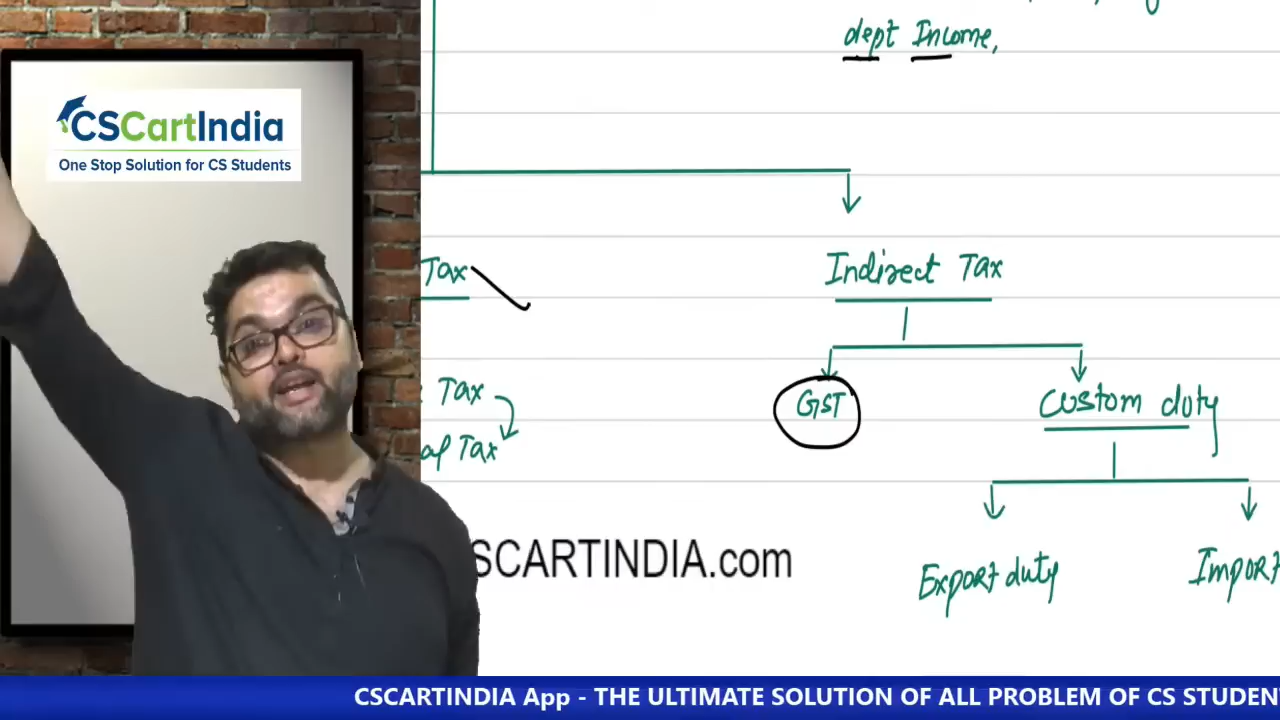 CSCartIndia
One Stop Solution for CS Students
dept Income,
Tax
Indirect Tax
Tax
GST
Custom duty
Tax
SCARTINDIA.com
Export duty
Import
CSCARTINDIA App - THE ULTIMATE SOLUTION OF ALL PROBLEM OF CS STUDEN